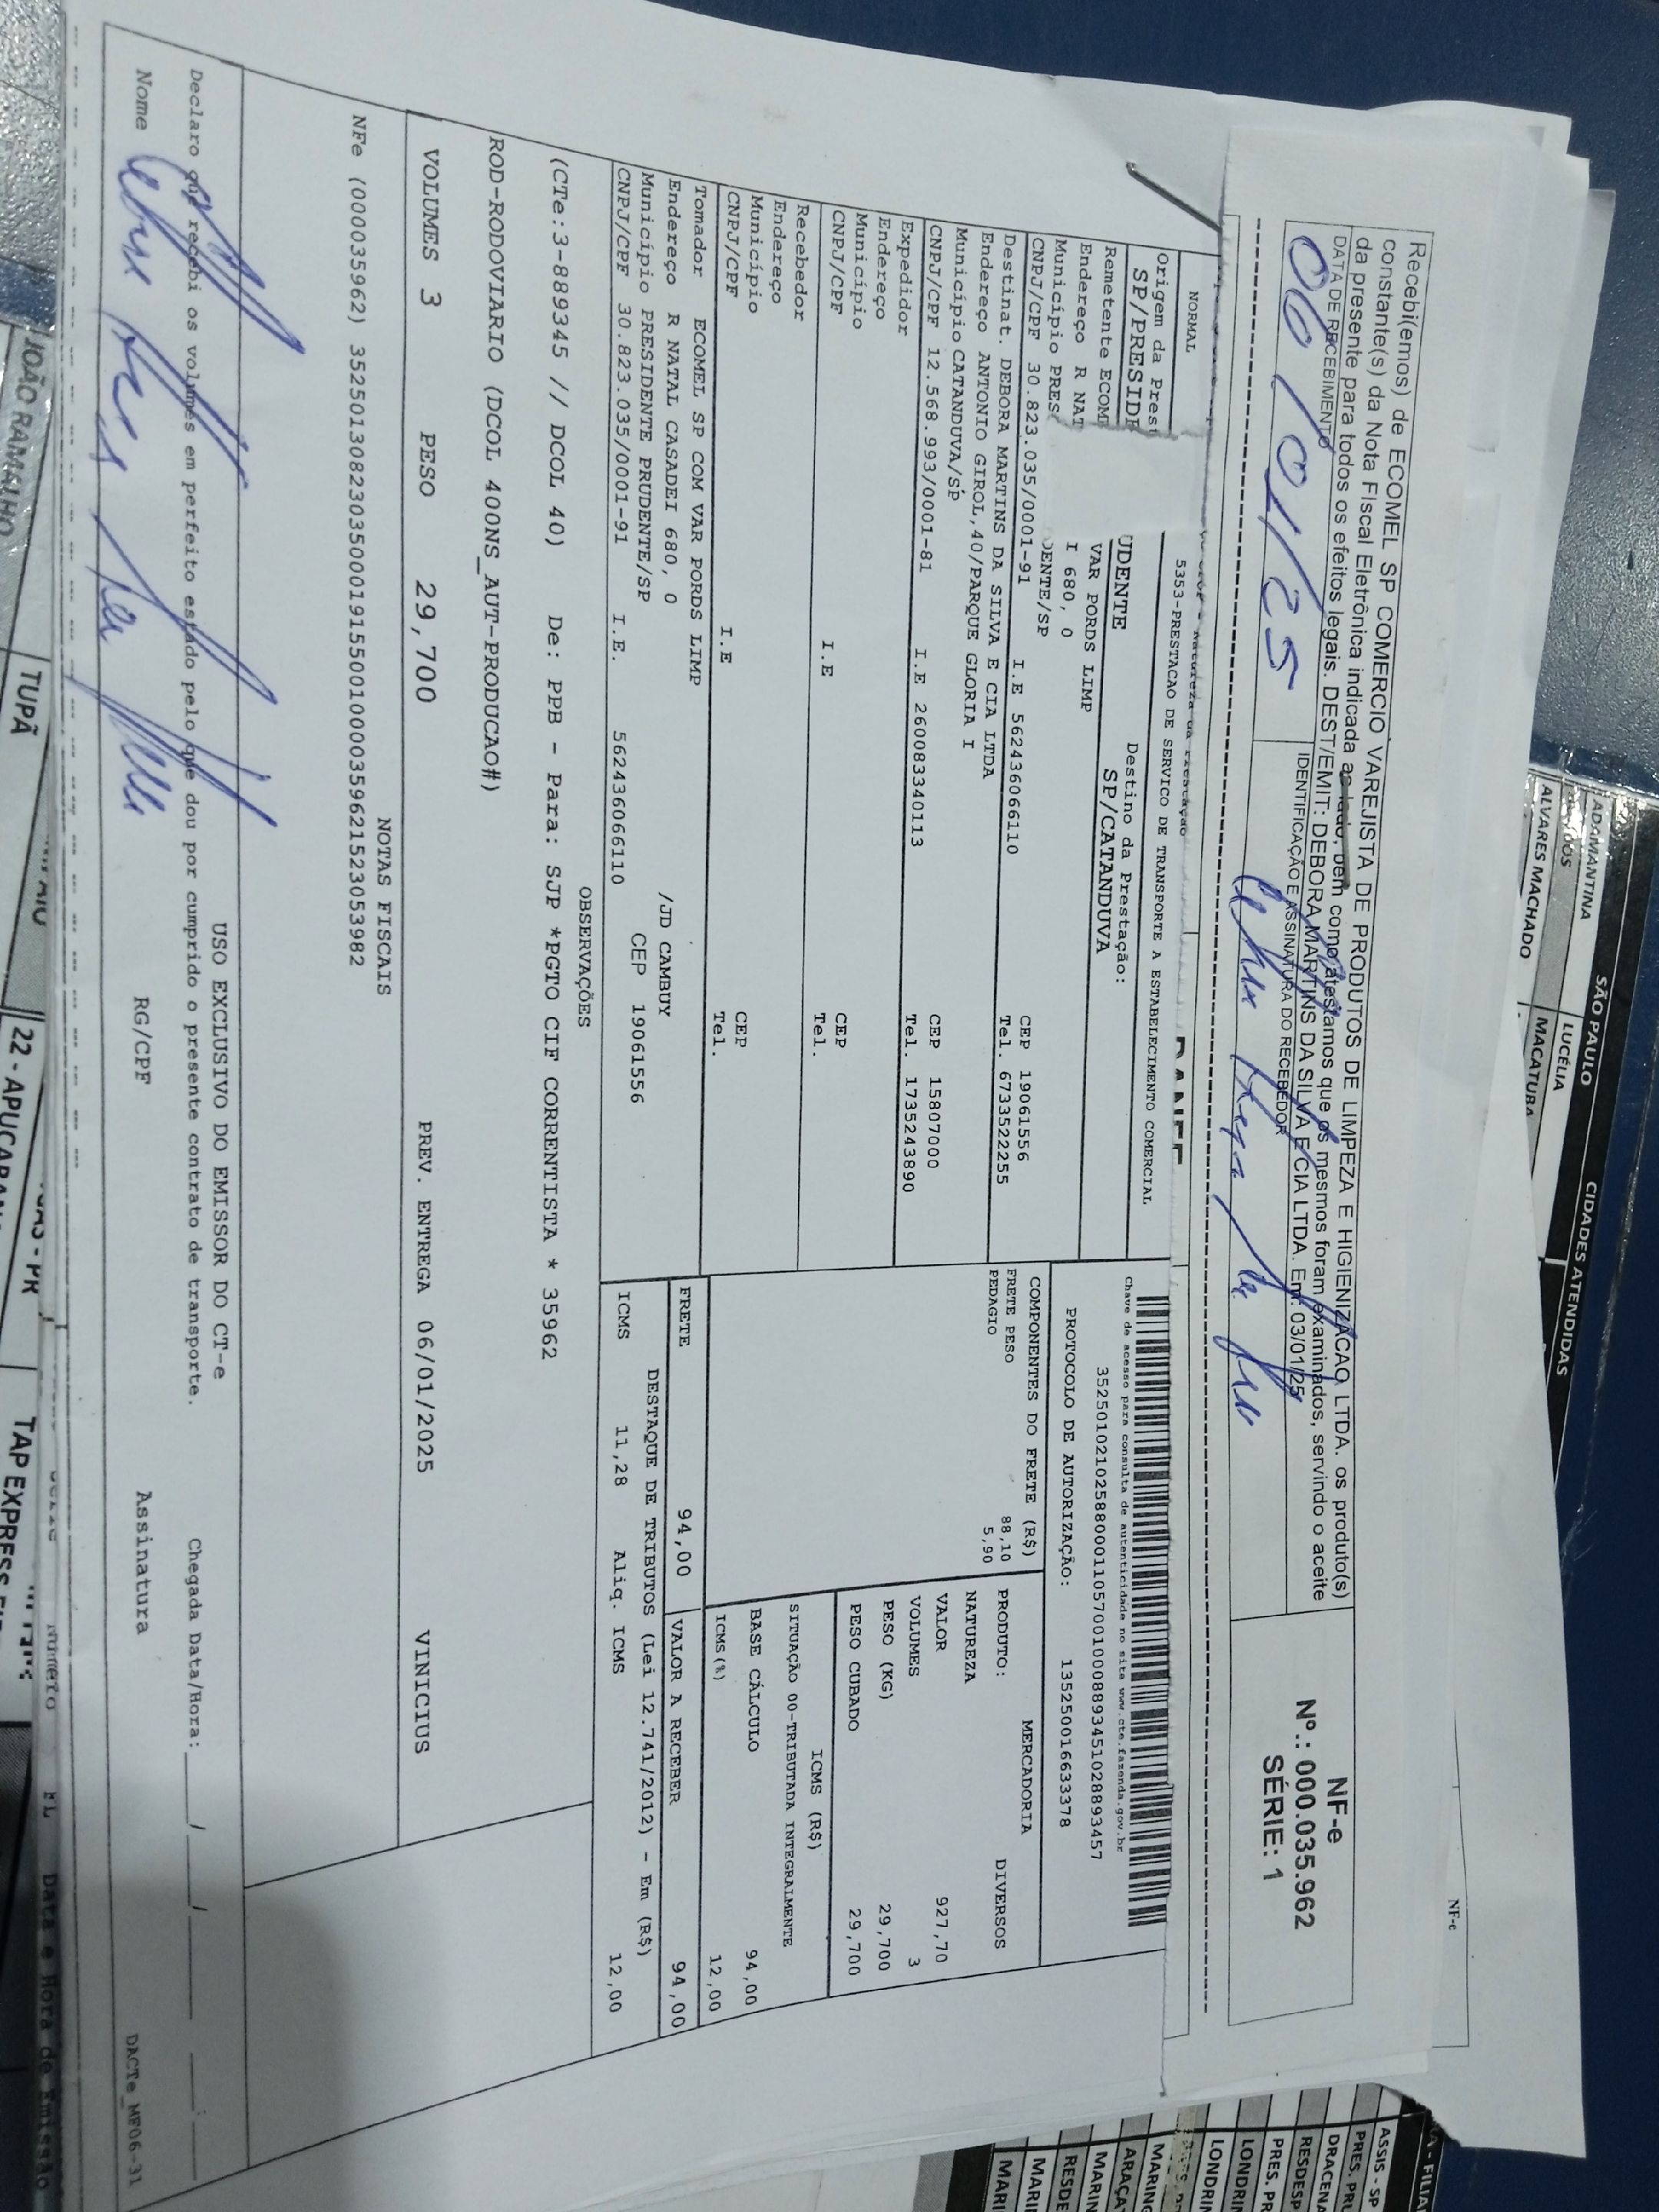 Recebi(emos) de ECOMEL SP COMERCIO VAREJISTA DE PRODUTOS DE LIMPEZA E HIGIENIZACAO LTDA. os produto(s)
constante(s) da Nota Fiscal Eletrônica indicada ao lado, bem como atestamos que os mesmos foram examinados, servindo o aceite
da presente para todos os efeitos legais. DEST/EMIT: DEBORA MARTINS DA SILVA E CIA LTDA Em: 03/01/25
DATA DE RECEBIMENTO
IDENTIFICAÇÃO E ASSINATURA DO RECEBEDOR
06/01/25
NF-e
Nº.: 000.035.962
SÉRIE: 1
NORMAL
5353-PRESTACAO DE SERVICO DE TRANSPORTE A ESTABELECIMENTO COMERCIAL
Origem da Prest
Destino da Prestação:
SP/PRESIDE
UDENTE
SP/CATANDUVA
Chave de acesso para consulta de autenticidade no site www.cte.fazenda.gov.br
35250102102588000110570010008893451028893457
PROTOCOLO DE AUTORIZAÇÃO: 135250016633378
Remetente ECOME
VAR PORDS LIMP
Endereço R NAT
I 680, 0
Município PRES
DENTE/SP
CEP 19061556
CNPJ/CPF 30.823.035/0001-91 I.E 562436066110 Tel. 6733522255
Destinat. DEBORA MARTINS DA SILVA E CIA LTDA
Endereço ANTONIO GIROL,40/PARQUE GLORIA I
Município CATANDUVA/SP CEP 15807000
CNPJ/CPF 12.568.993/0001-81 I.E 260083340113 Tel. 1735243890
Expedidor
Endereço
Município CEP
CNPJ/CPF I.E Tel.
Recebedor
Endereço
Município CEP
CNPJ/CPF I.E Tel.
COMPONENTES DO FRETE (R$)
FRETE PESO 88,10
PEDAGIO 5,90
PRODUTO: MERCADORIA
NATUREZA DIVERSOS
VALOR 927,70
VOLUMES 3
PESO (KG) 29,700
PESO CUBADO 29,700
ICMS (R$)
SITUAÇÃO 00-TRIBUTADA INTEGRALMENTE
BASE CÁLCULO 94,00
ICMS(%) 12,00
Tomador ECOMEL SP COM VAR PORDS LIMP
Endereço R NATAL CASADEI 680, 0 /JD CAMBUY
Município PRESIDENTE PRUDENTE/SP CEP 19061556
CNPJ/CPF 30.823.035/0001-91 I.E. 562436066110
FRETE 94,00 VALOR A RECEBER 94,00
DESTAQUE DE TRIBUTOS (Lei 12.741/2012) - Em (R$)
ICMS 11,28 Aliq. ICMS 12,00
OBSERVAÇÕES
(CTe:3-889345 // DCOL 40) De: PPB - Para: SJP *PGTO CIF CORRENTISTA * 35962
ROD-RODOVIARIO (DCOL 400NS_AUT-PRODUCAO#)
VOLUMES 3 PESO 29,700 PREV. ENTREGA 06/01/2025 VINICIUS
NOTAS FISCAIS
NFe (000035962) 35250130823035000191550010000359621523053982
USO EXCLUSIVO DO EMISSOR DO CT-e
Declaro que recebi os volumes em perfeito estado pelo que dou por cumprido o presente contrato de transporte. Chegada Data/Hora:
Nome RG/CPF Assinatura
DACTe_MF06-31
Número FL Data e Hora de Emissão
NF-e
CIDADES ATENDIDAS
SÃO PAULO
ADAMANTINA
LUCÉLIA
ALVARES MACHADO
MACATUBA
JOÃO RAMALHO
TUPÃ
22 - APUCARANA
TAP EXPRESS
ASSIS - SP
DRACENA